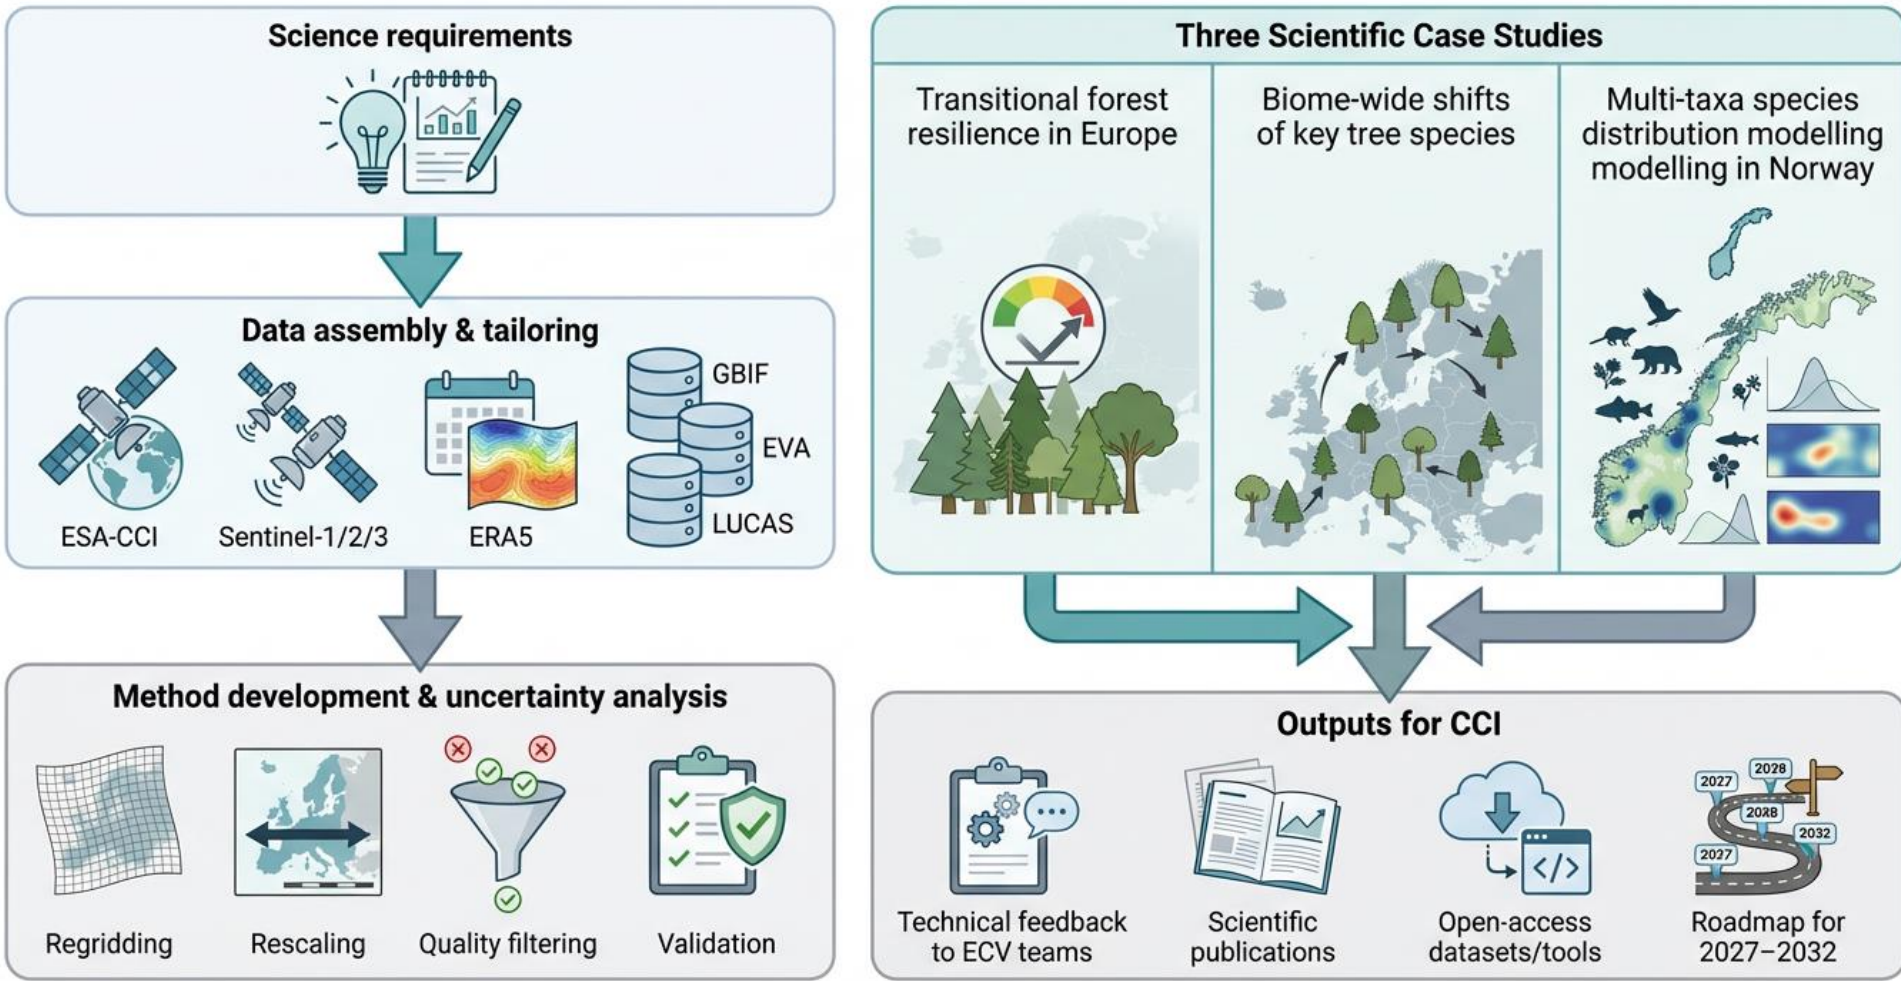 Science requirements
Data assembly & tailoring
GBIF
EVA
LUCAS
ESA-CCI
Sentinel-1/2/3
ERA5
Method development & uncertainty analysis
Regridding
Rescaling
Quality filtering
Validation
Three Scientific Case Studies
Transitional forest
resilience in Europe
Biome-wide shifts
of key tree species
Multi-taxa species
distribution modelling
modelling in Norway
Outputs for CCI
Technical feedback
to ECV teams
Scientific
publications
</>
Open-access
datasets/tools
2027
2028
2028
2032
2027
Roadmap for
2027–2032